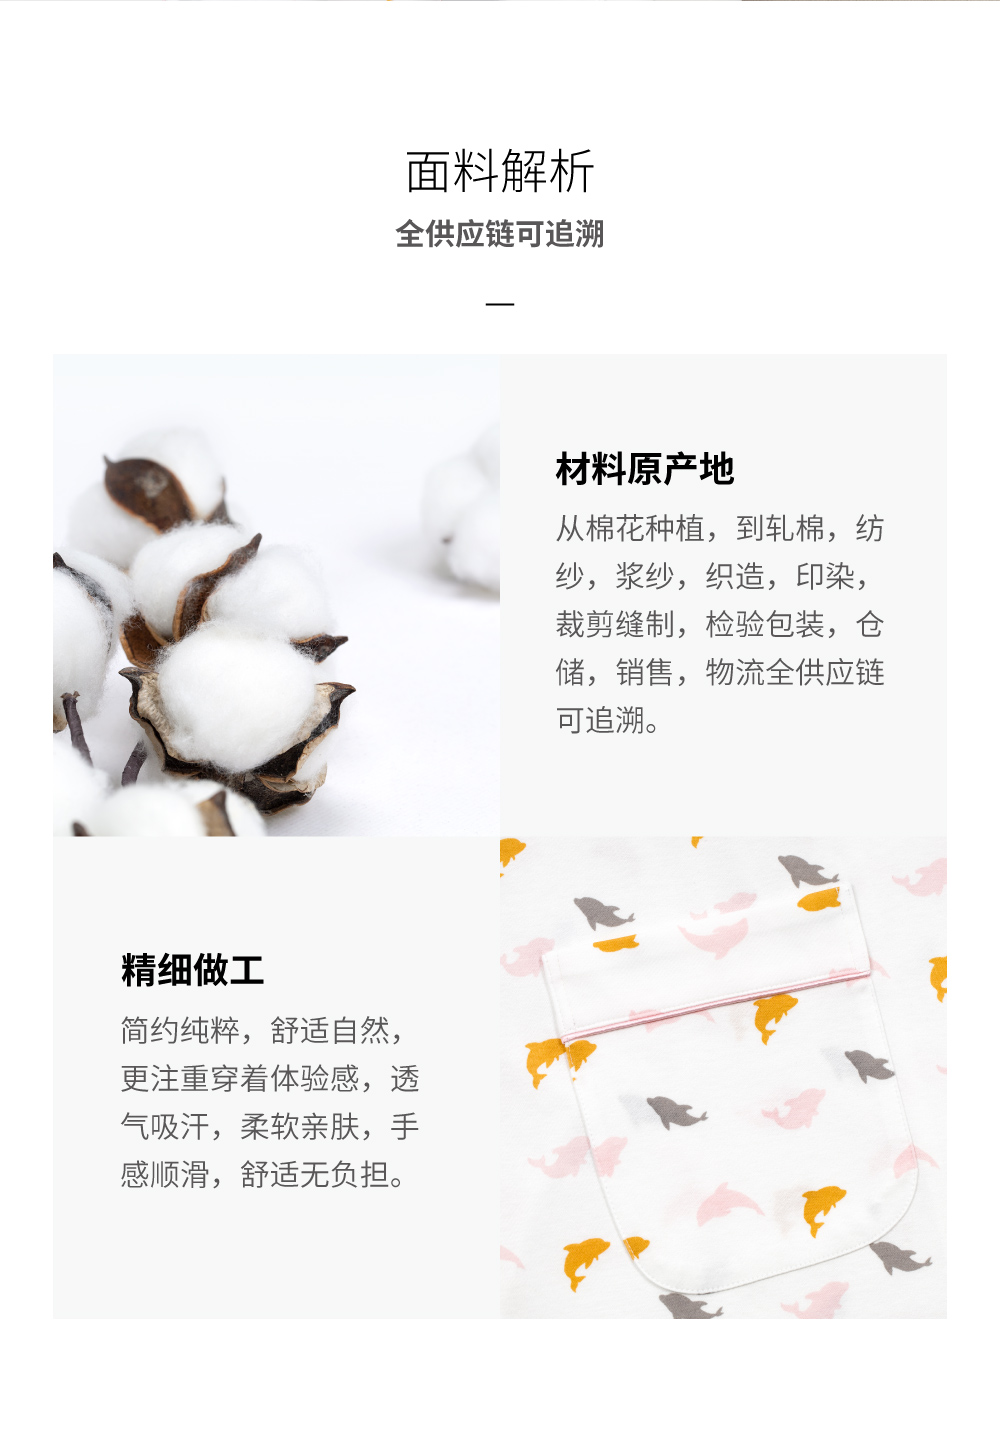 面料解析
全供应链可追溯
材料原产地
从棉花种植，到轧棉，纺
纱，浆纱，织造，印染，
裁剪缝制，检验包装，仓
储，销售，物流全供应链
可追溯。
精细做工
简约纯粹，舒适自然，
更注重穿着体验感，透
气吸汗，柔软亲肤，手
感顺滑，舒适无负担。